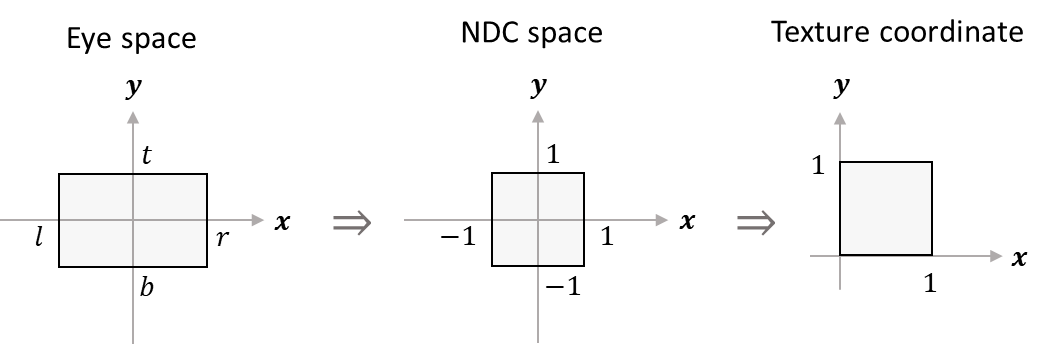 Eye space
NDC space
Texture coordinate
y
y
y
t
1
1
l
r
x
−1
1
x
x
b
−1
1